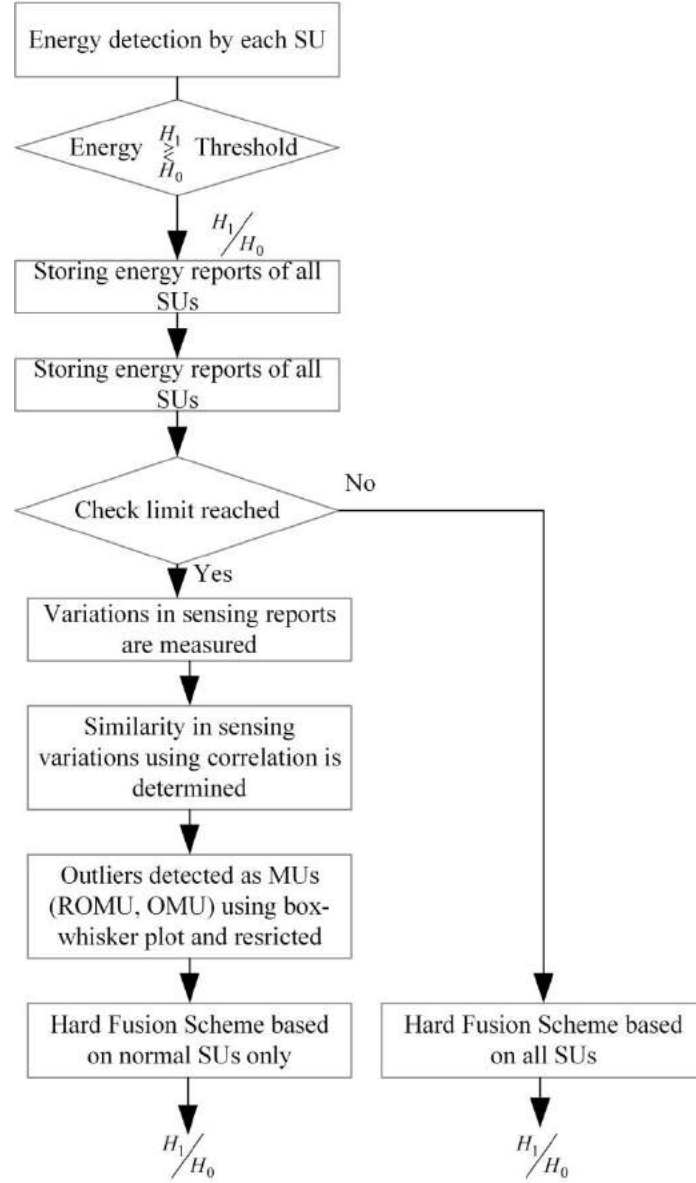 Energy detection by each SU
Energy H₁ ≷ H₀ Threshold
H₁/H₀
Storing energy reports of all
SUs
Storing energy reports of all
SUs
Check limit reached
No
Yes
Variations in sensing reports
are measured
Similarity in sensing
variations using correlation is
determined
Outliers detected as MUs
(ROMU, OMU) using box-
whisker plot and resricted
Hard Fusion Scheme based
on normal SUs only
Hard Fusion Scheme based
on all SUs
H₁/H₀
H₁/H₀